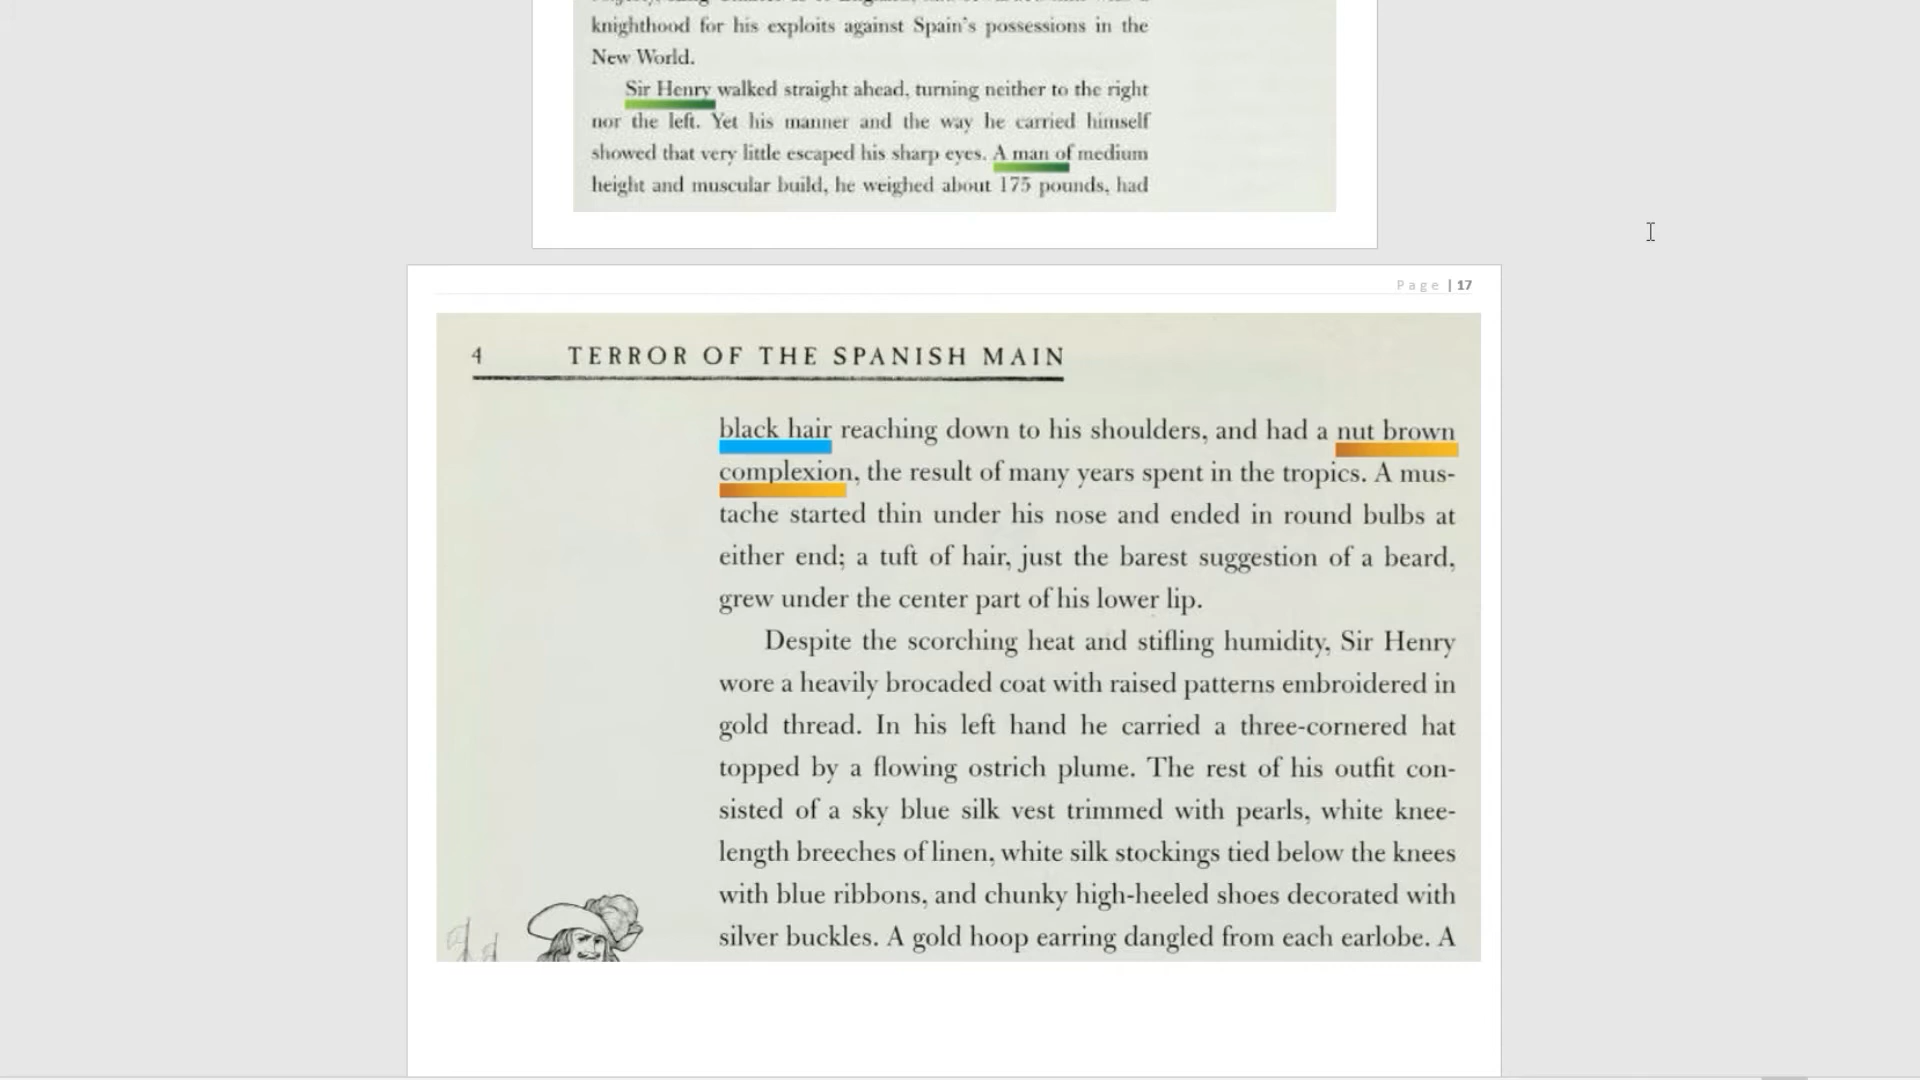 knighthood for his exploits against Spain's possessions in the
New World.
Sir Henry walked straight ahead, turning neither to the right
nor the left. Yet his manner and the way he carried himself
showed that very little escaped his sharp eyes. A man of medium
height and muscular build, he weighed about 175 pounds, had
Page | 17
4 TERROR OF THE SPANISH MAIN
black hair reaching down to his shoulders, and had a nut brown
complexion, the result of many years spent in the tropics. A mus-
tache started thin under his nose and ended in round bulbs at
either end; a tuft of hair, just the barest suggestion of a beard,
grew under the center part of his lower lip.
Despite the scorching heat and stifling humidity, Sir Henry
wore a heavily brocaded coat with raised patterns embroidered in
gold thread. In his left hand he carried a three-cornered hat
topped by a flowing ostrich plume. The rest of his outfit con-
sisted of a sky blue silk vest trimmed with pearls, white knee-
length breeches of linen, white silk stockings tied below the knees
with blue ribbons, and chunky high-heeled shoes decorated with
silver buckles. A gold hoop earring dangled from each earlobe. A